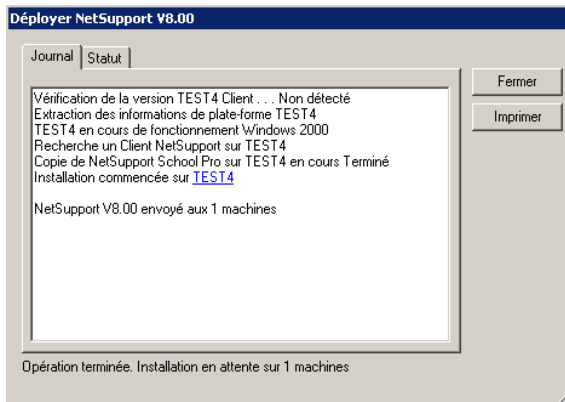 Déployer NetSupport V8.00
Journal
Statut
Fermer
Imprimer
Vérification de la version TEST4 Client . . . Non détecté
Extraction des informations de plate-forme TEST4
TEST4 en cours de fonctionnement Windows 2000
Recherche un Client NetSupport sur TEST4
Copie de NetSupport School Pro sur TEST4 en cours Terminé
Installation commencée sur TEST4
NetSupport V8.00 envoyé aux 1 machines
Opération terminée. Installation en attente sur 1 machines